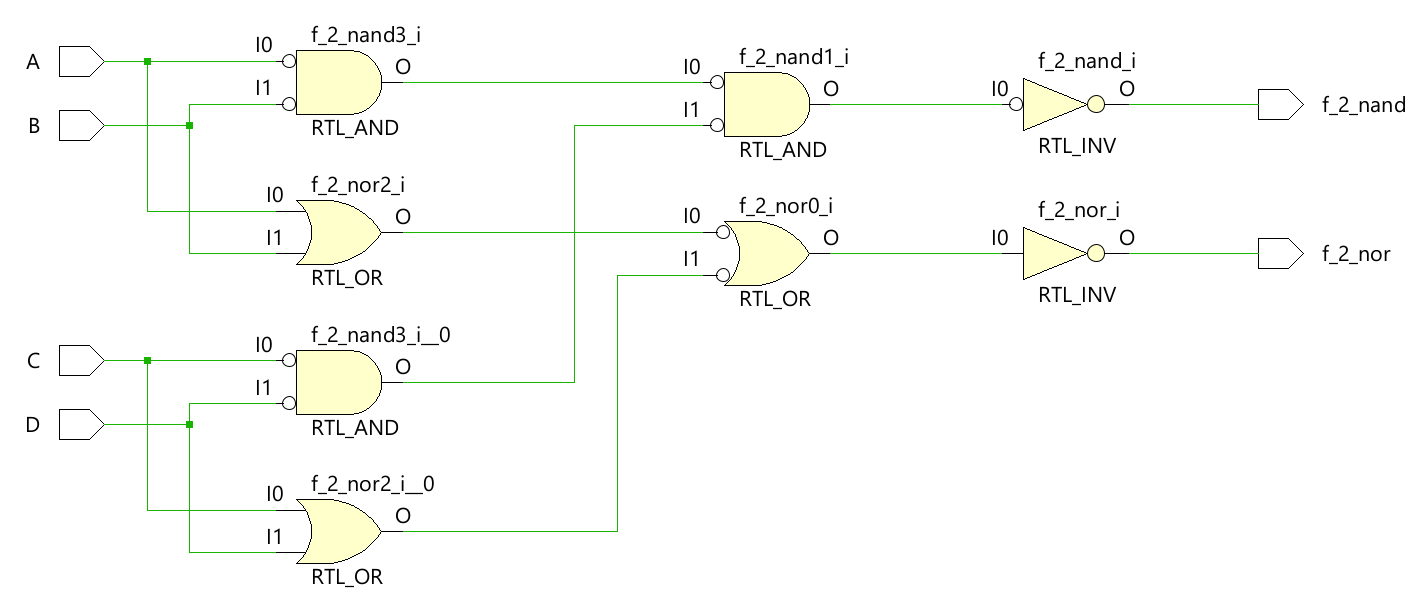 f_2_nand3_i
A
I0
O
I1
B
RTL_AND
f_2_nand1_i
I0
O
I1
RTL_AND
f_2_nand_i
I0
O
RTL_INV
f_2_nand
f_2_nor2_i
I0
O
I1
RTL_OR
f_2_nor0_i
I0
O
I1
RTL_OR
f_2_nor_i
I0
O
RTL_INV
f_2_nor
f_2_nand3_i__0
C
I0
O
I1
D
RTL_AND
f_2_nor2_i__0
I0
O
I1
RTL_OR